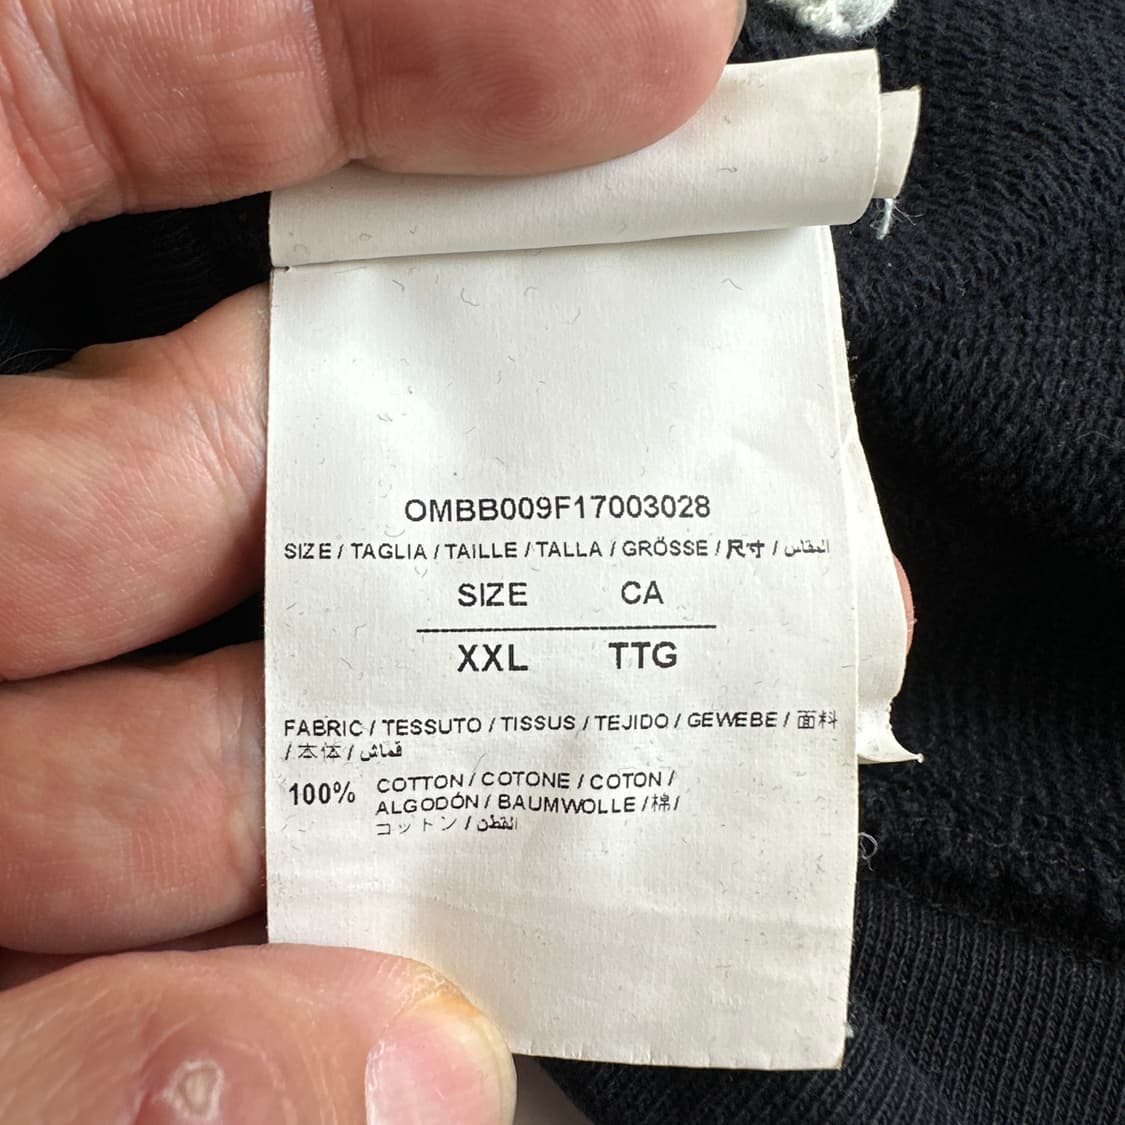 OMBB009F17003028
SIZE / TAGLIA / TAILLE / TALLA / GRÖSSE / 尺寸 / المقاس
SIZE CA
XXL TTG
FABRIC / TESSUTO / TISSUS / TEJIDO / GEWEBE / 面料
/ 本体 / قماش
100% COTTON / COTONE / COTON /
ALGODÓN / BAUMWOLLE / 棉 /
コットン / القطن